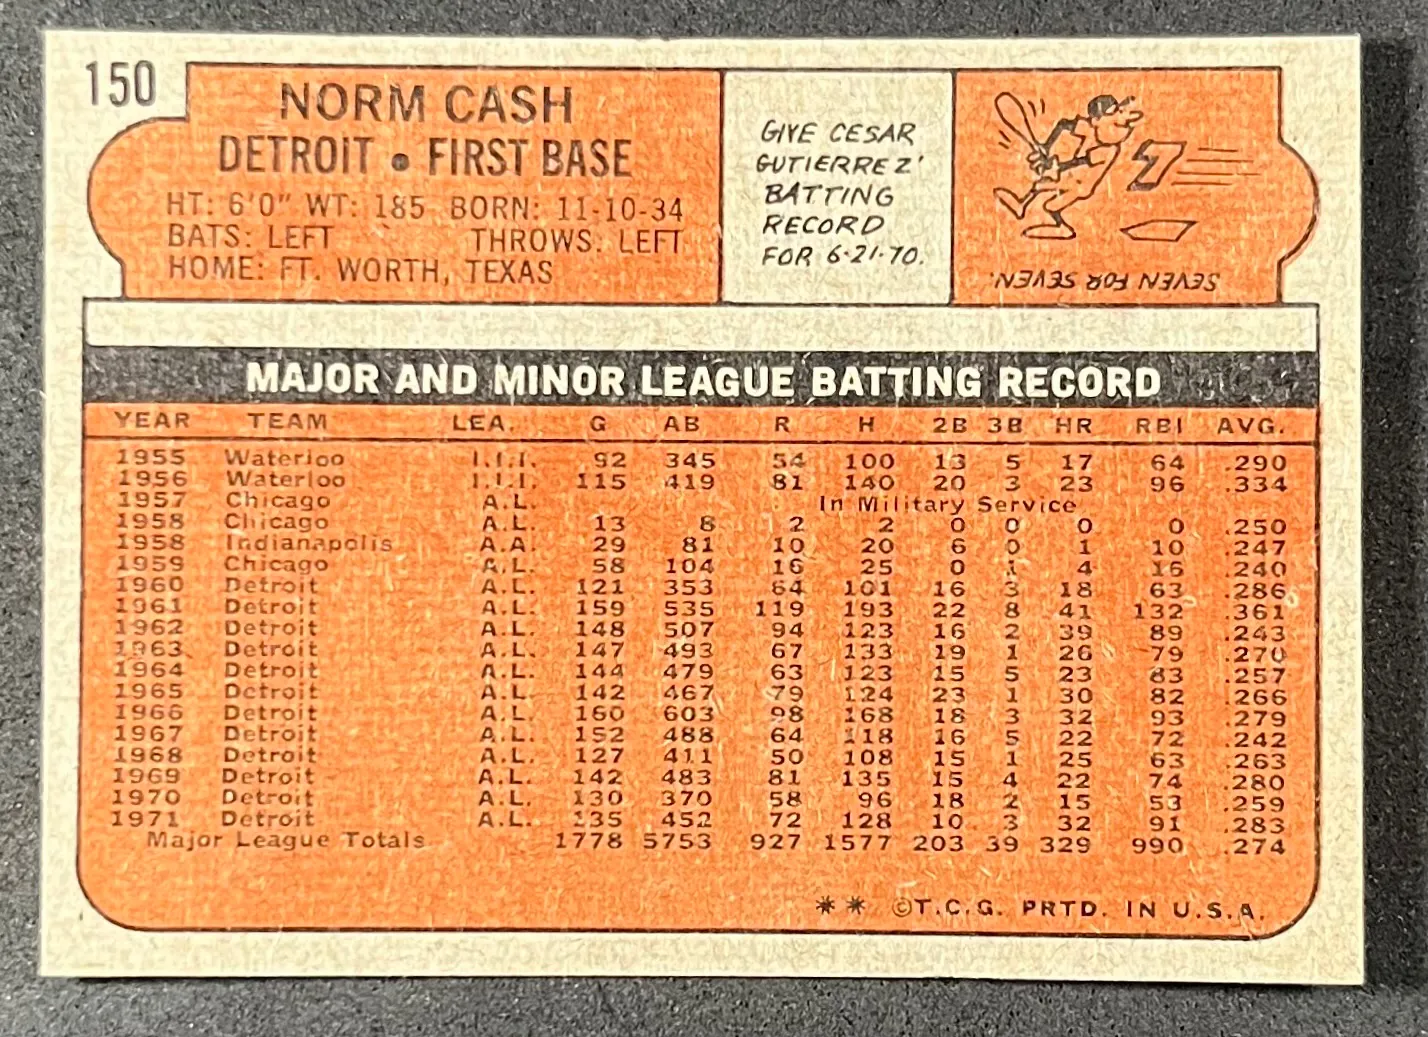 150
NORM CASH
DETROIT • FIRST BASE
HT: 6'0" WT: 185 BORN: 11-10-34
BATS: LEFT THROWS: LEFT
HOME: FT. WORTH, TEXAS
GIVE CESAR
GUTIERREZ'
BATTING
RECORD
FOR 6-21-70.
7
SEVEN FOR SEVEN.
MAJOR AND MINOR LEAGUE BATTING RECORD
YEAR TEAM LEA. G AB R H 2B 3B HR RBI AVG.
1955 Waterloo I.I.I. 92 345 54 100 13 5 17 64 .290
1956 Waterloo I.I.I. 115 419 81 140 20 3 23 96 .334
1957 Chicago A.L. In Military Service
1958 Chicago A.L. 13 8 2 2 0 0 0 0 .250
1958 Indianapolis A.A. 29 81 10 20 6 0 1 10 .247
1959 Chicago A.L. 58 104 16 25 0 1 4 16 .240
1960 Detroit A.L. 121 353 64 101 16 3 18 63 .286
1961 Detroit A.L. 159 535 119 193 22 8 41 132 .361
1962 Detroit A.L. 148 507 94 123 16 2 39 89 .243
1963 Detroit A.L. 147 493 67 133 19 1 26 79 .270
1964 Detroit A.L. 144 479 63 123 15 5 23 83 .257
1965 Detroit A.L. 142 467 79 124 23 1 30 82 .266
1966 Detroit A.L. 160 603 98 168 18 3 32 93 .279
1967 Detroit A.L. 152 488 64 118 16 5 22 72 .242
1968 Detroit A.L. 127 411 50 108 15 1 25 63 .263
1969 Detroit A.L. 142 483 81 135 15 4 22 74 .280
1970 Detroit A.L. 130 370 58 96 18 2 15 53 .259
1971 Detroit A.L. 135 452 72 128 10 3 32 91 .283
Major League Totals 1778 5753 927 1577 203 39 329 990 .274
** ©T.C.G. PRTD. IN U.S.A.